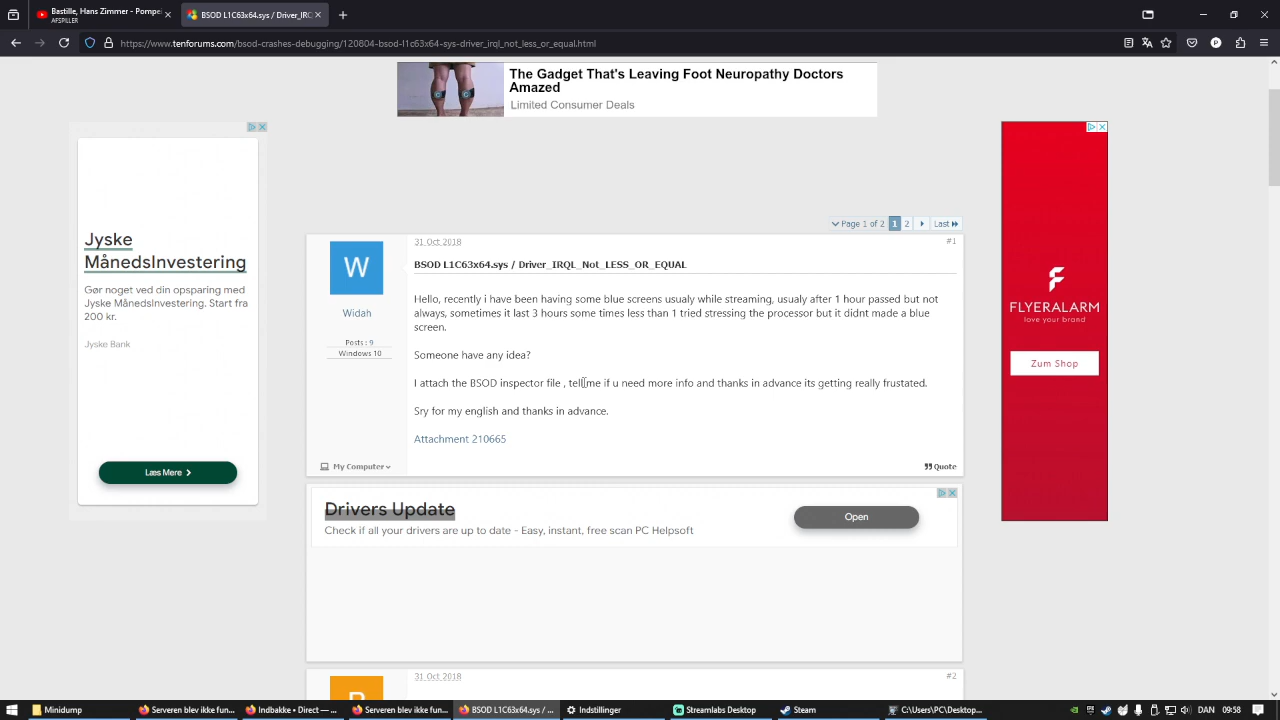 Bastille, Hans Zimmer - Pompe
AFSPILLER
BSOD L1C63x64.sys / Driver_IRQ
https://www.tenforums.com/bsod-crashes-debugging/120804-bsod-l1c63x64-sys-driver_irql_not_less_or_equal.html
The Gadget That's Leaving Foot Neuropathy Doctors
Amazed
Limited Consumer Deals
Jyske
MånedsInvestering
Gør noget ved din opsparing med
Jyske MånedsInvestering. Start fra
200 kr.
Jyske Bank
Læs Mere
Page 1 of 2 1 2 Last
31 Oct 2018 #1
W
Widah
Posts : 9
Windows 10
BSOD L1C63x64.sys / Driver_IRQL_Not_LESS_OR_EQUAL
Hello, recently i have been having some blue screens usualy while streaming, usualy after 1 hour passed but not
always, sometimes it last 3 hours some times less than 1 tried stressing the processor but it didnt made a blue
screen.
Someone have any idea?
I attach the BSOD inspector file , tell me if u need more info and thanks in advance its getting really frustated.
Sry for my english and thanks in advance.
Attachment 210665
My Computer
Quote
Drivers Update
Check if all your drivers are up to date - Easy, instant, free scan PC Helpsoft
Open
31 Oct 2018 #2
FLYERALARM
love your brand
Zum Shop
Minidump
Serveren blev ikke fun...
Indbakke • Direct — ...
Serveren blev ikke fun...
BSOD L1C63x64.sys / ...
Indstillinger
Streamlabs Desktop
Steam
C:\Users\PC\Desktop...
DAN 09:58